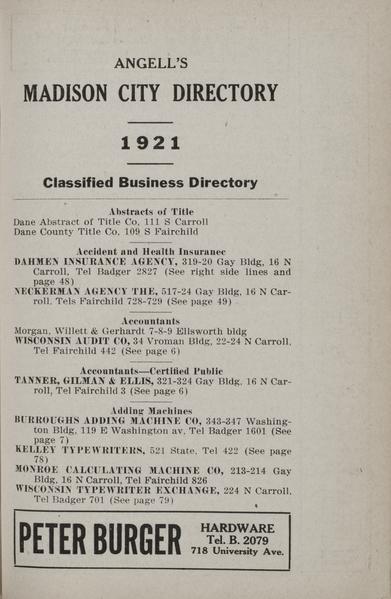 ANGELL'S
MADISON CITY DIRECTORY
1921
Classified Business Directory
Abstracts of Title
Dane Abstract of Title Co, 111 S Carroll
Dane County Title Co, 109 S Fairchild
Accident and Health Insuranec
DAHMEN INSURANCE AGENCY, 319-20 Gay Bldg, 16 N
Carroll, Tel Badger 2827 (See right side lines and
page 48)
NECKERMAN AGENCY THE, 517-24 Gay Bldg, 16 N Car-
roll, Tels Fairchild 728-729 (See page 49)
Accountants
Morgan, Willett & Gerhardt 7-8-9 Ellsworth bldg
WISCONSIN AUDIT CO, 34 Vroman Bldg, 22-24 N Carroll,
Tel Fairchild 442 (See page 6)
Accountants—Certified Public
TANNER, GILMAN & ELLIS, 321-324 Gay Bldg, 16 N Car-
roll, Tel Fairchild 3 (See page 6)
Adding Machines
BURROUGHS ADDING MACHINE CO, 343-347 Washing-
ton Bldg, 119 E Washington av, Tel Badger 1601 (See
page 7)
KELLEY TYPEWRITERS, 521 State, Tel 422 (See page
78)
MONROE CALCULATING MACHINE CO, 213-214 Gay
Bldg, 16 N Carroll, Tel Fairchild 826
WISCONSIN TYPEWRITER EXCHANGE, 224 N Carroll,
Tel Badger 701 (See page 79)
PETER BURGER
HARDWARE
Tel. B. 2079
718 University Ave.